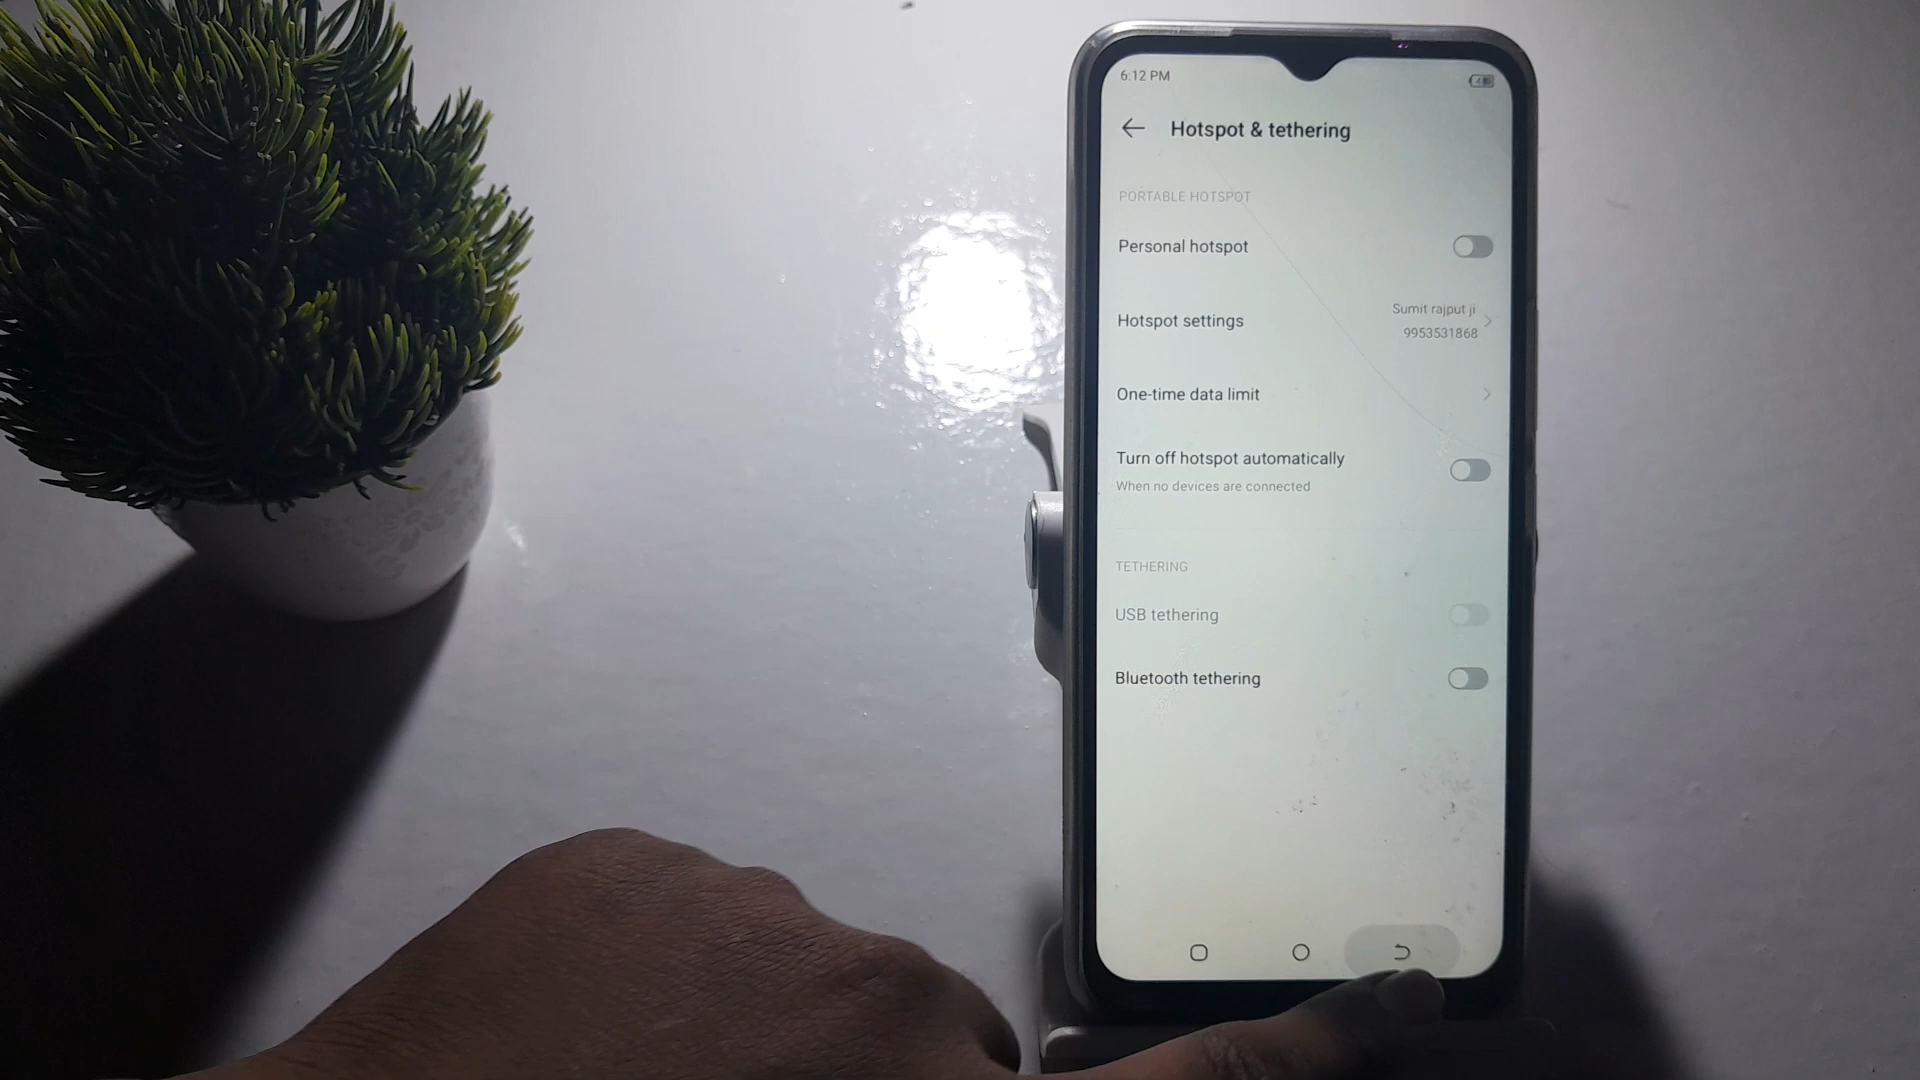 6:12 PM
Hotspot & tethering
PORTABLE HOTSPOT
Personal hotspot
Hotspot settings
Sumit rajput ji
9953531868
One-time data limit
Turn off hotspot automatically
When no devices are connected
TETHERING
USB tethering
Bluetooth tethering